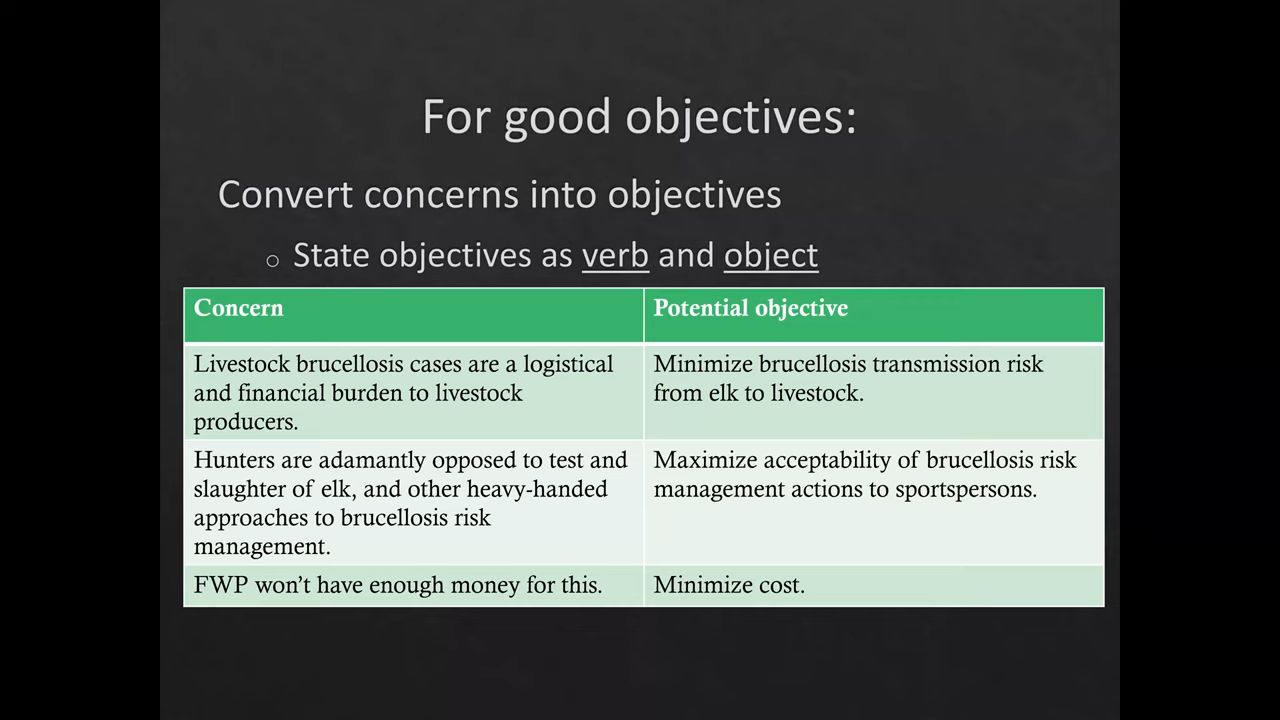 For good objectives:
Convert concerns into objectives
State objectives as verb and object
Concern
Potential objective
Livestock brucellosis cases are a logistical
and financial burden to livestock
producers.
Minimize brucellosis transmission risk
from elk to livestock.
Hunters are adamantly opposed to test and
slaughter of elk, and other heavy-handed
approaches to brucellosis risk
management.
Maximize acceptability of brucellosis risk
management actions to sportspersons.
FWP won’t have enough money for this.
Minimize cost.